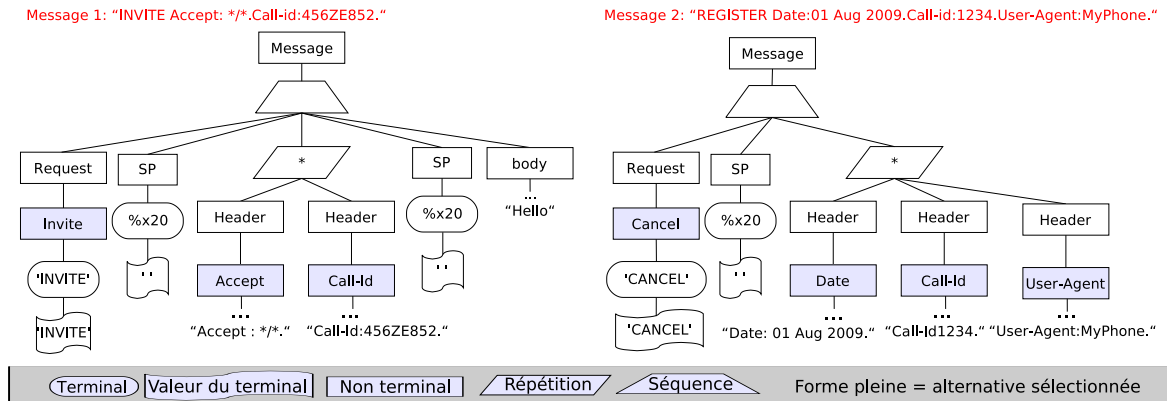 Message 1: “INVITE Accept: */*.Call-id:456ZE852.“
Message 2: “REGISTER Date:01 Aug 2009.Call-id:1234.User-Agent:MyPhone.“
Message
Request
SP
*
SP
body
...
“Hello“
Invite
%x20
Header
Header
%x20
'INVITE'
' '
Accept
Call-Id
' '
'INVITE'
...
...
“Accept : */*.“
“Call-Id:456ZE852.“
Message
Request
SP
*
Cancel
%x20
Header
Header
Header
'CANCEL'
' '
Date
Call-Id
User-Agent
'CANCEL'
...
...
...
“Date: 01 Aug 2009.“
“Call-Id1234.“
“User-Agent:MyPhone.“
Terminal
Valeur du terminal
Non terminal
Répétition
Séquence
Forme pleine = alternative sélectionnée